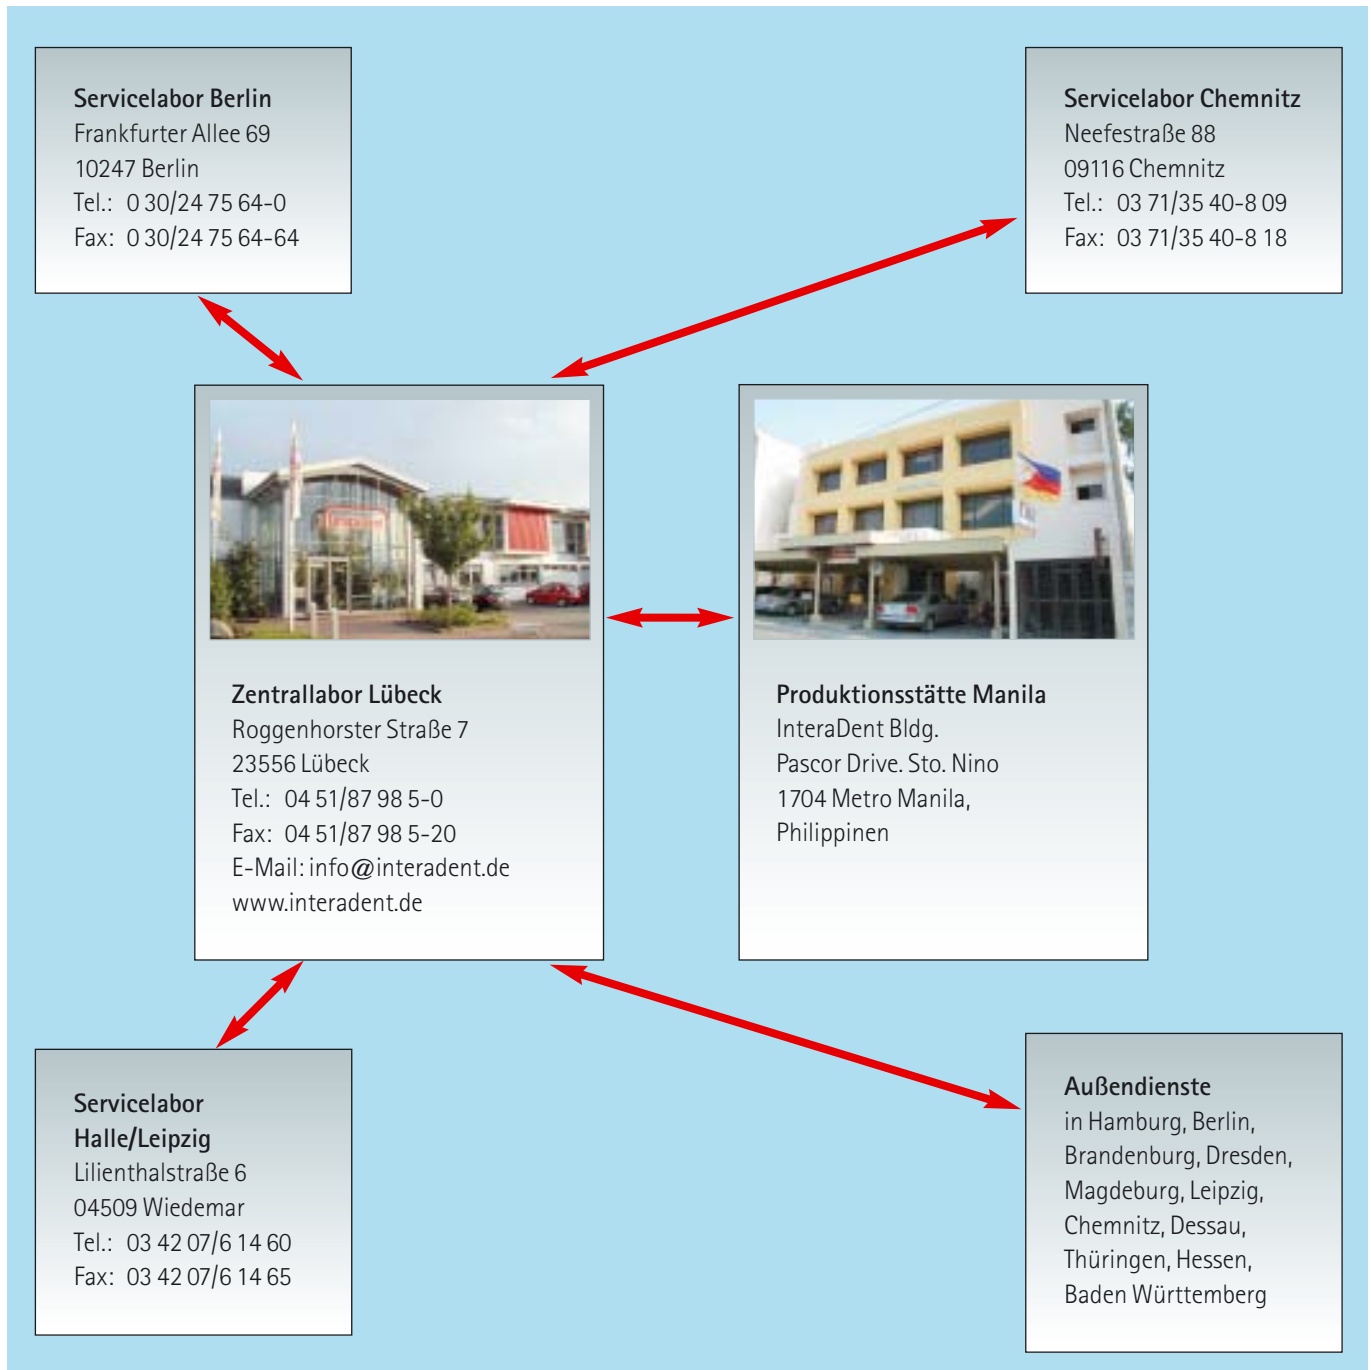 Servicelabor Berlin
Frankfurter Allee 69
10247 Berlin
Tel.: 0 30/24 75 64-0
Fax: 0 30/24 75 64-64
Servicelabor Chemnitz
Neefestraße 88
09116 Chemnitz
Tel.: 03 71/35 40-8 09
Fax: 03 71/35 40-8 18
Zentrallabor Lübeck
Roggenhorster Straße 7
23556 Lübeck
Tel.: 04 51/87 98 5-0
Fax: 04 51/87 98 5-20
E-Mail: info@interadent.de
www.interadent.de
Produktionsstätte Manila
InteraDent Bldg.
Pascor Drive. Sto. Nino
1704 Metro Manila,
Philippinen
Servicelabor
Halle/Leipzig
Lilienthalstraße 6
04509 Wiedemar
Tel.: 03 42 07/6 14 60
Fax: 03 42 07/6 14 65
Außendienste
in Hamburg, Berlin,
Brandenburg, Dresden,
Magdeburg, Leipzig,
Chemnitz, Dessau,
Thüringen, Hessen,
Baden Württemberg